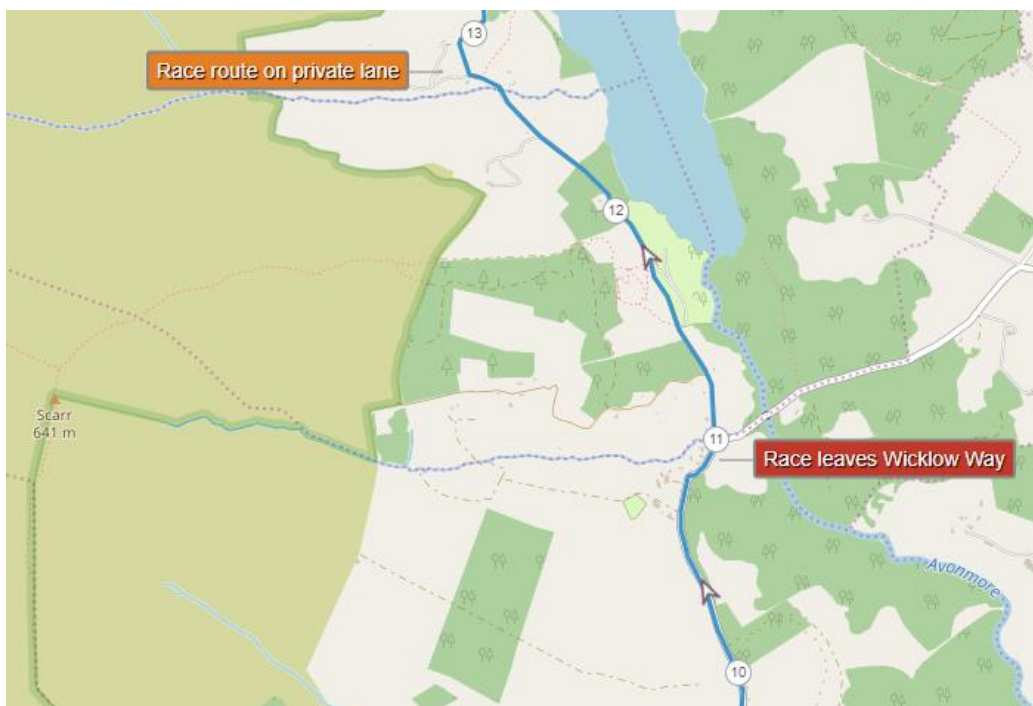 13
Race route on private lane
12
Scarr
641 m
11
Race leaves Wicklow Way
Avonmore
10